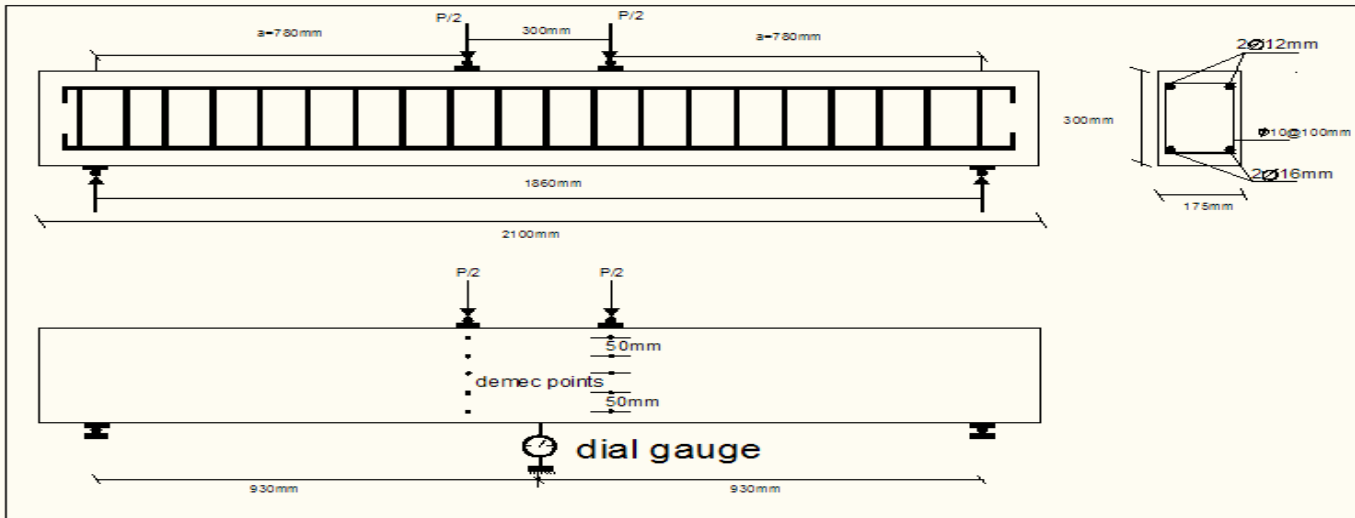 P/2
P/2
a=780mm
300mm
a=780mm
2Ø12mm
300mm
Ø10@100mm
2Ø16mm
1860mm
175mm
2100mm
P/2
P/2
50mm
demec points
50mm
dial gauge
930mm
930mm